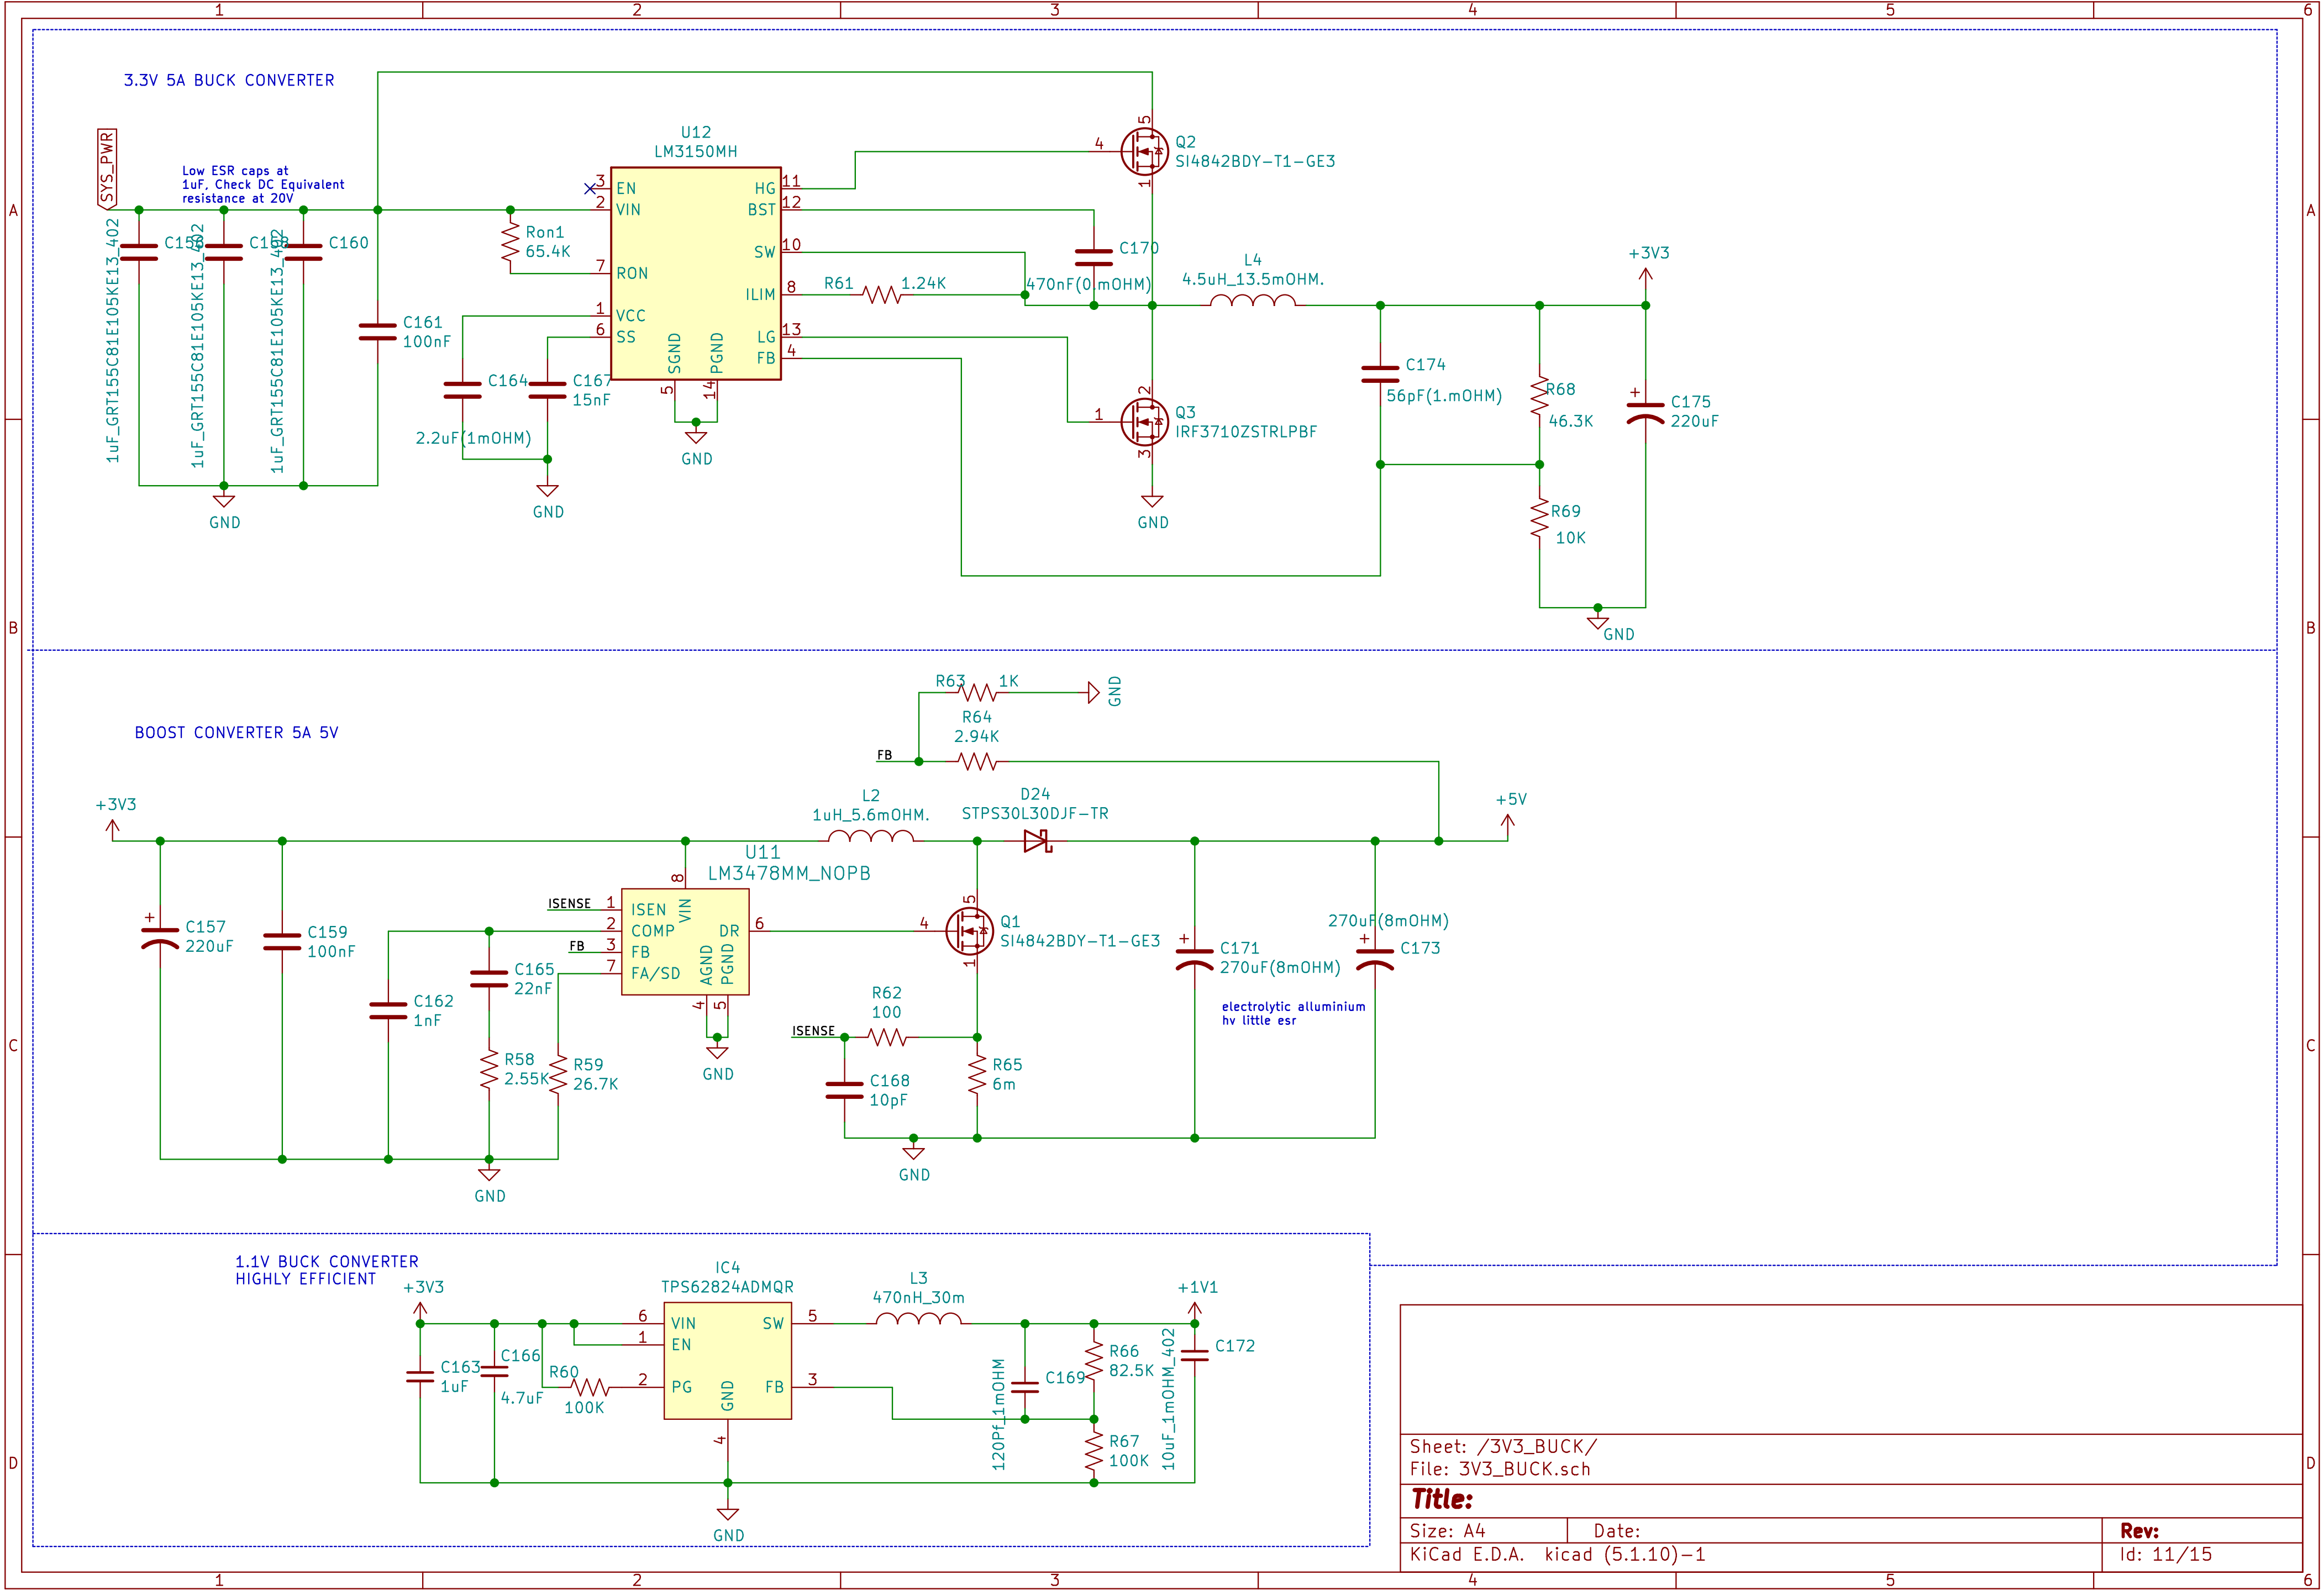 1 2 3 4 5 6
A
B
C
D
3.3V 5A BUCK CONVERTER
SYS_PWR
Low ESR caps at
1uF, Check DC Equivalent
resistance at 20V
1uF_GRT155C81E105KE13_402
1uF_GRT155C81E105KE13_402
1uF_GRT155C81E105KE13_402
C160
C161
100nF
Ron1
65.4K
C164
2.2uF(1mOHM)
C167
15nF
U12
LM3150MH
3 EN
2 VIN
7 RON
1 VCC
6 SS
HG 11
BST 12
SW 10
ILIM 8
LG 13
FB 4
SGND 5
PGND 14
GND
GND
GND
R61 1.24K
C170
470nF(0.mOHM)
Q2
SI4842BDY-T1-GE3
4
5
1
Q3
IRF3710ZSTRLPBF
1
2
3
GND
L4
4.5uH_13.5mOHM.
C174
56pF(1.mOHM)
R68
46.3K
R69
10K
+3V3
C175
220uF
GND
BOOST CONVERTER 5A 5V
R63 1K
GND
R64
2.94K
FB
+3V3
L2
1uH_5.6mOHM.
D24
STPS30L30DJF-TR
+5V
U11
LM3478MM_NOPB
ISENSE 1 ISEN
2 COMP
FB 3 FB
7 FA/SD
8 VIN
DR 6
AGND 4
PGND 5
GND
C157
220uF
C159
100nF
C162
1nF
C165
22nF
R58
2.55K
R59
26.7K
GND
Q1
SI4842BDY-T1-GE3
4
5
1
ISENSE
R62
100
C168
10pF
R65
6m
GND
C171
270uF(8mOHM)
270uF(8mOHM)
C173
electrolytic alluminium
hv little esr
1.1V BUCK CONVERTER
HIGHLY EFFICIENT
+3V3
C163
1uF
C166
4.7uF
R60
100K
IC4
TPS62824ADMQR
6 VIN
1 EN
2 PG
SW 5
FB 3
GND 4
GND
L3
470nH_30m
C169
120Pf_1mOHM
R66
82.5K
R67
100K
+1V1
C172
10uF_1mOHM_402
Sheet: /3V3_BUCK/
File: 3V3_BUCK.sch
Title:
Size: A4 Date: Rev:
KiCad E.D.A. kicad (5.1.10)-1 Id: 11/15
A
B
C
D
1 2 3 4 5 6